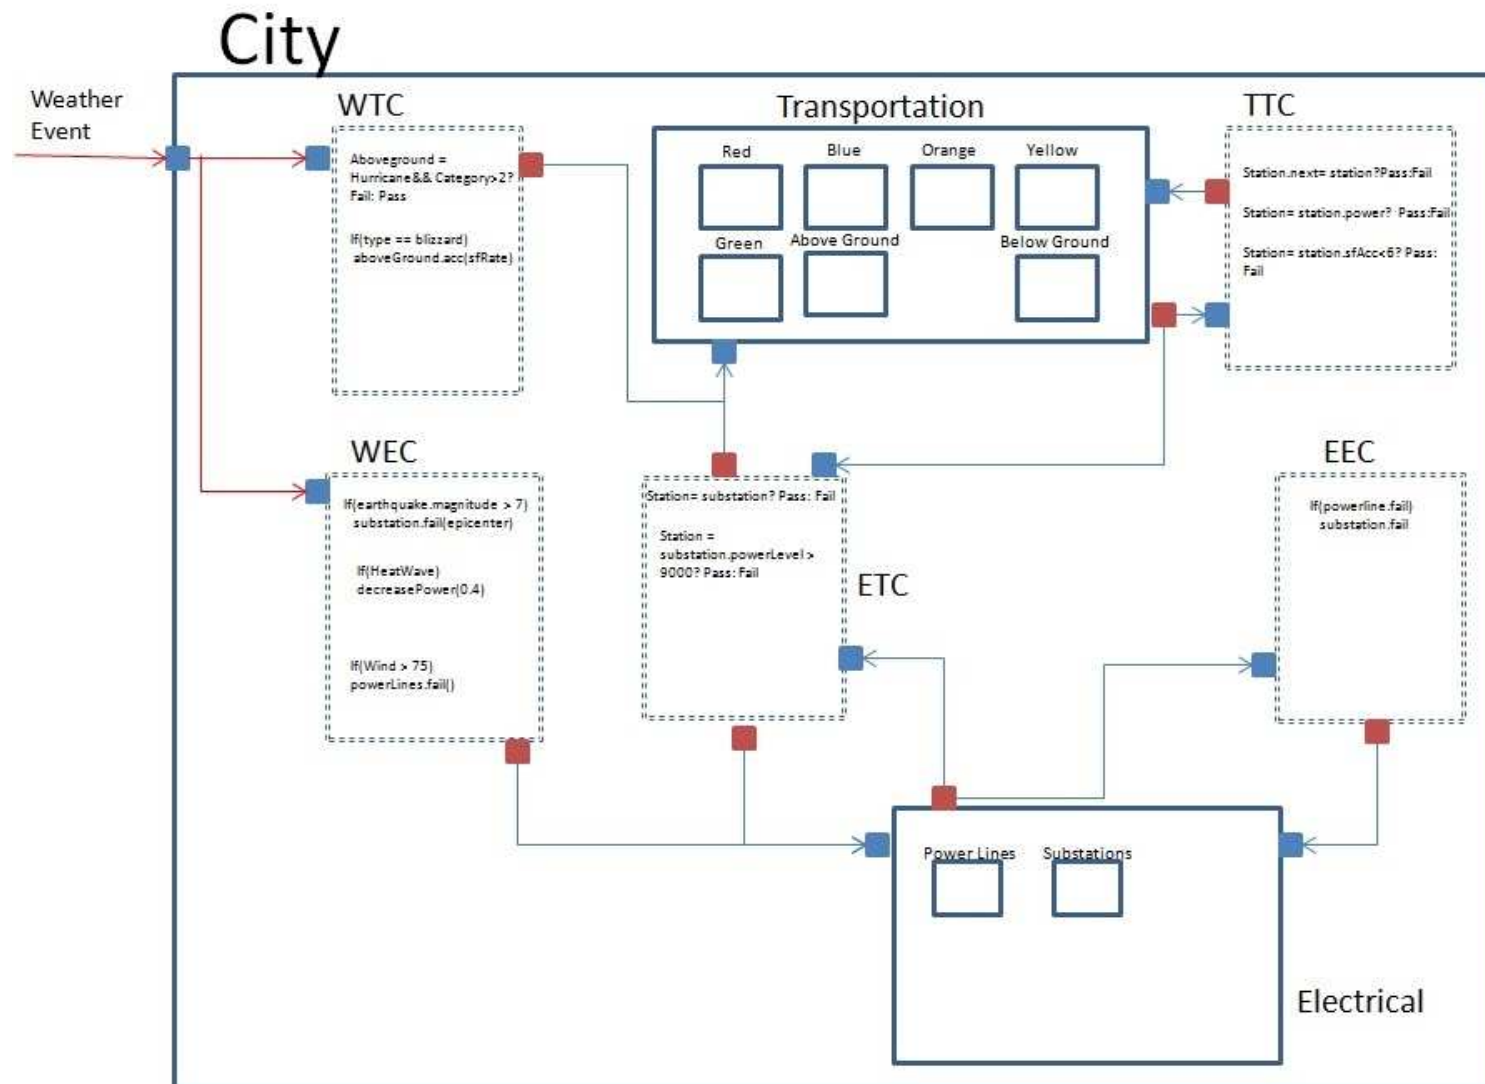 City
Weather
Event
WTC
Aboveground =
Hurricane&& Category>2?
Fail: Pass
If(type == blizzard)
aboveGround.acc(sfRate)
Transportation
Red
Blue
Orange
Yellow
Green
Above Ground
Below Ground
TTC
Station.next= station?Pass:Fail
Station= station.power? Pass:Fail
Station= station.sfAcc<6? Pass:
Fail
WEC
If(earthquake.magnitude > 7)
substation.fail(epicenter)
If(HeatWave)
decreasePower(0.4)
If(Wind > 75)
powerLines.fail()
Station= substation? Pass: Fail
Station =
substation.powerLevel >
9000? Pass: Fail
ETC
EEC
If(powerline.fail)
substation.fail
Power Lines
Substations
Electrical